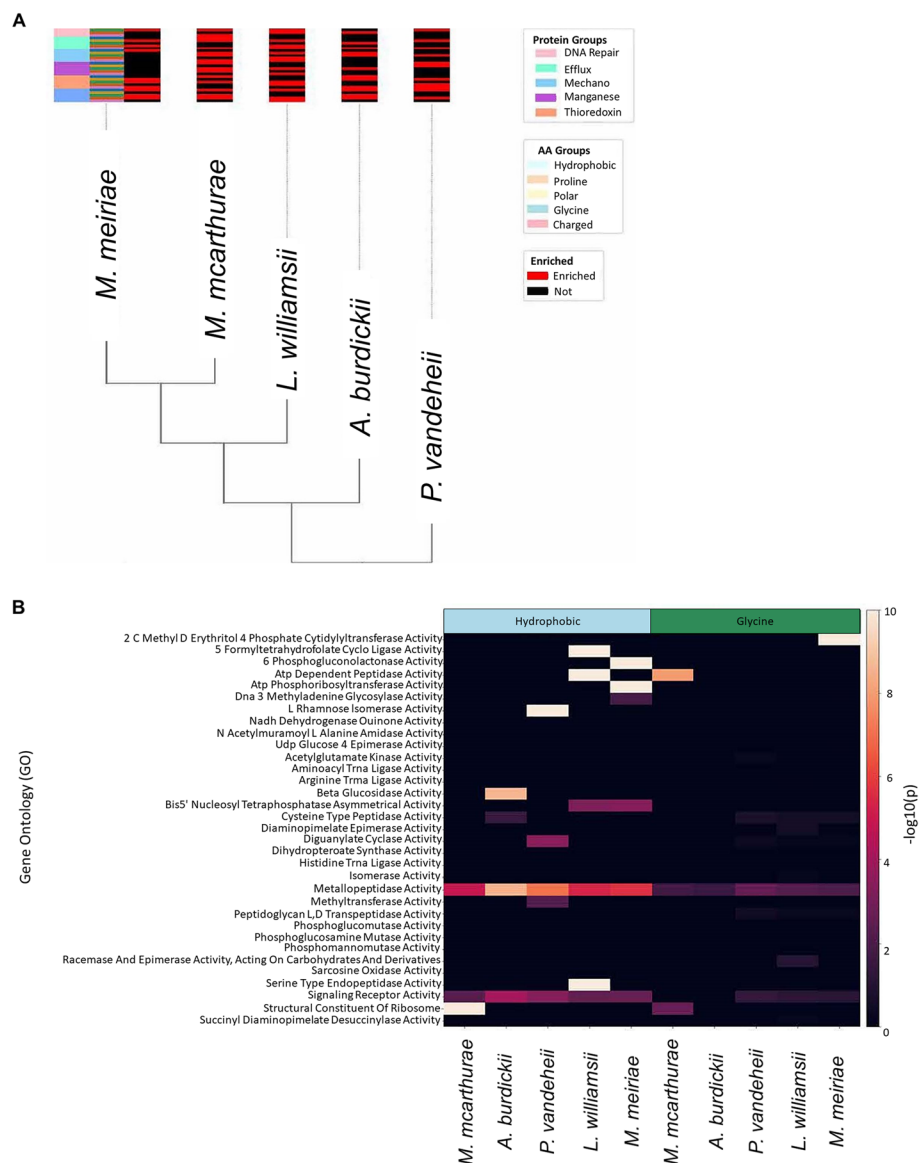 A
Protein Groups
DNA Repair
Efflux
Mechano
Manganese
Thioredoxin
AA Groups
Hydrophobic
Proline
Polar
Glycine
Charged
Enriched
Enriched
Not
M. meiriae
M. mcarthurae
L. williamsii
A. burdickii
P. vandeheii
B
Hydrophobic
Glycine
Gene Ontology (GO)
2 C Methyl D Erythritol 4 Phosphate Cytidylyltransferase Activity
5 Formyltetrahydrofolate Cyclo Ligase Activity
6 Phosphogluconolactonase Activity
Atp Dependent Peptidase Activity
Atp Phosphoribosyltransferase Activity
Dna 3 Methyladenine Glycosylase Activity
L Rhamnose Isomerase Activity
Nadh Dehydrogenase Ouinone Activity
N Acetylmuramoyl L Alanine Amidase Activity
Udp Glucose 4 Epimerase Activity
Acetylglutamate Kinase Activity
Aminoacyl Trna Ligase Activity
Arginine Trma Ligase Activity
Beta Glucosidase Activity
Bis5' Nucleosyl Tetraphosphatase Asymmetrical Activity
Cysteine Type Peptidase Activity
Diaminopimelate Epimerase Activity
Diguanylate Cyclase Activity
Dihydropteroate Synthase Activity
Histidine Trna Ligase Activity
Isomerase Activity
Metallopeptidase Activity
Methyltransferase Activity
Peptidoglycan L,D Transpeptidase Activity
Phosphoglucomutase Activity
Phosphoglucosamine Mutase Activity
Phosphomannomutase Activity
Racemase And Epimerase Activity, Acting On Carbohydrates And Derivatives
Sarcosine Oxidase Activity
Serine Type Endopeptidase Activity
Signaling Receptor Activity
Structural Constituent Of Ribosome
Succinyl Diaminopimelate Desuccinylase Activity
M. mcarthurae
A. burdickii
P. vandeheii
L. williamsii
M. meiriae
M. mcarthurae
A. burdickii
P. vandeheii
L. williamsii
M. meiriae
10
8
6
4
2
0
-log10(p)